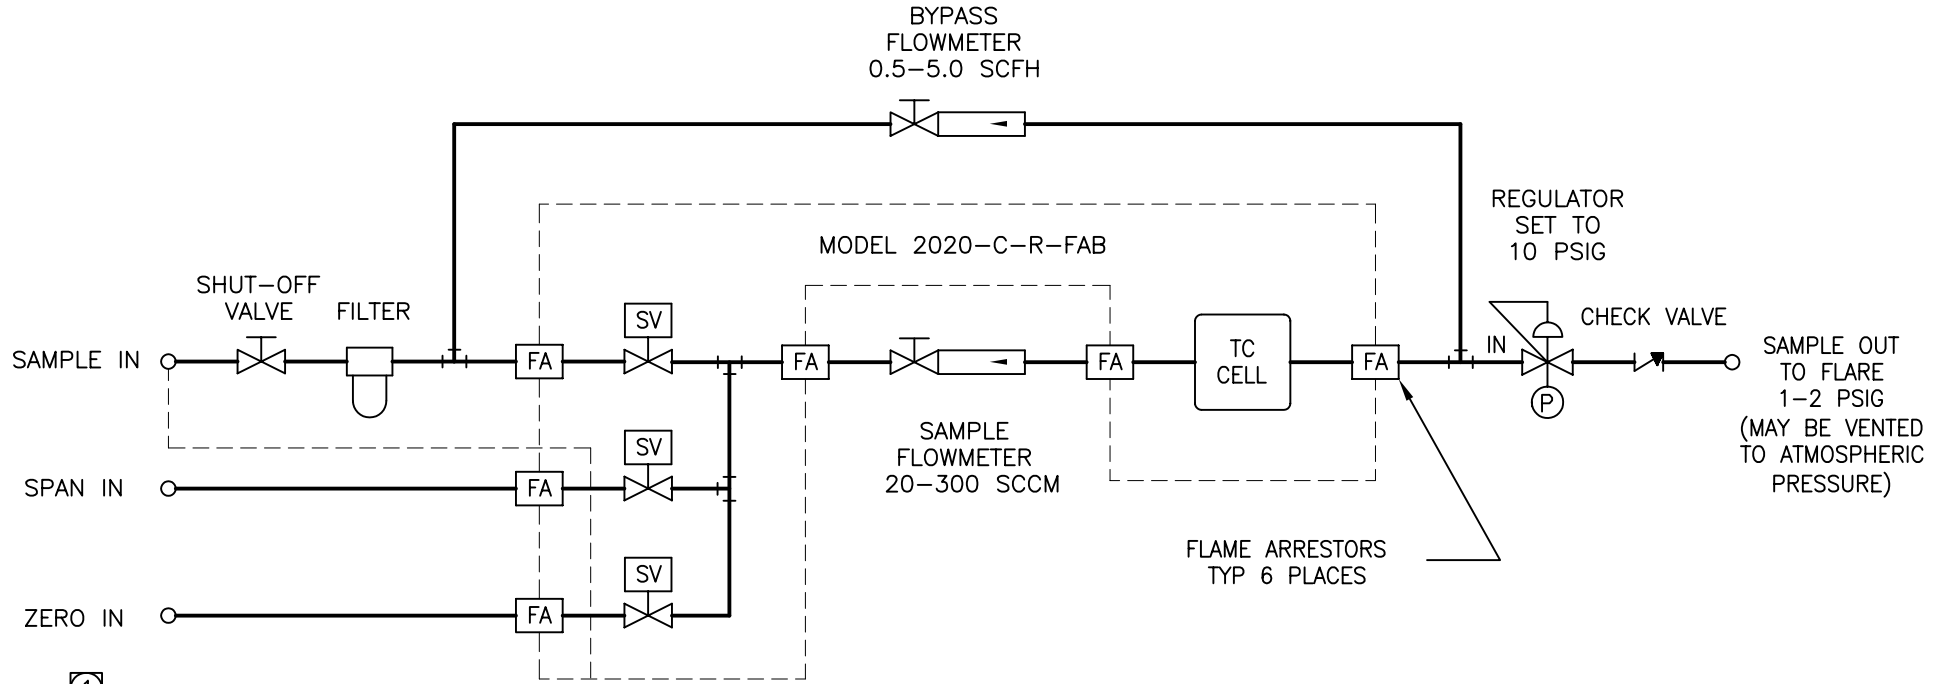 BYPASS
FLOWMETER
0.5-5.0 SCFH
MODEL 2020-C-R-FAB
REGULATOR
SET TO
10 PSIG
SHUT-OFF
VALVE
FILTER
SV
CHECK VALVE
SAMPLE IN
FA
FA
FA
TC
CELL
FA
IN
P
SAMPLE OUT
TO FLARE
1-2 PSIG
(MAY BE VENTED
TO ATMOSPHERIC
PRESSURE)
SAMPLE
FLOWMETER
20-300 SCCM
SV
SPAN IN
FA
FLAME ARRESTORS
TYP 6 PLACES
SV
ZERO IN
FA